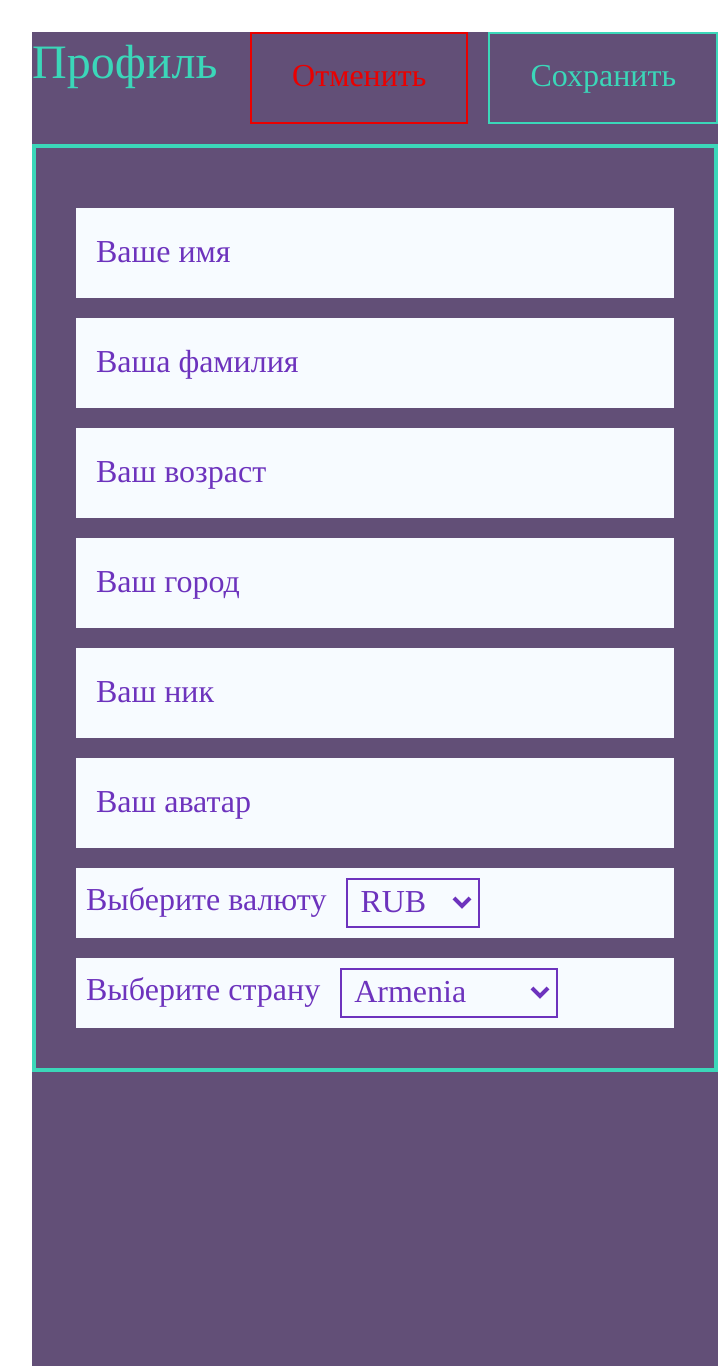 Профиль Отменить Сохранить
Ваше имя
Ваша фамилия
Ваш возраст
Ваш город
Ваш ник
Ваш аватар
Выберите валюту RUB
Выберите страну Armenia